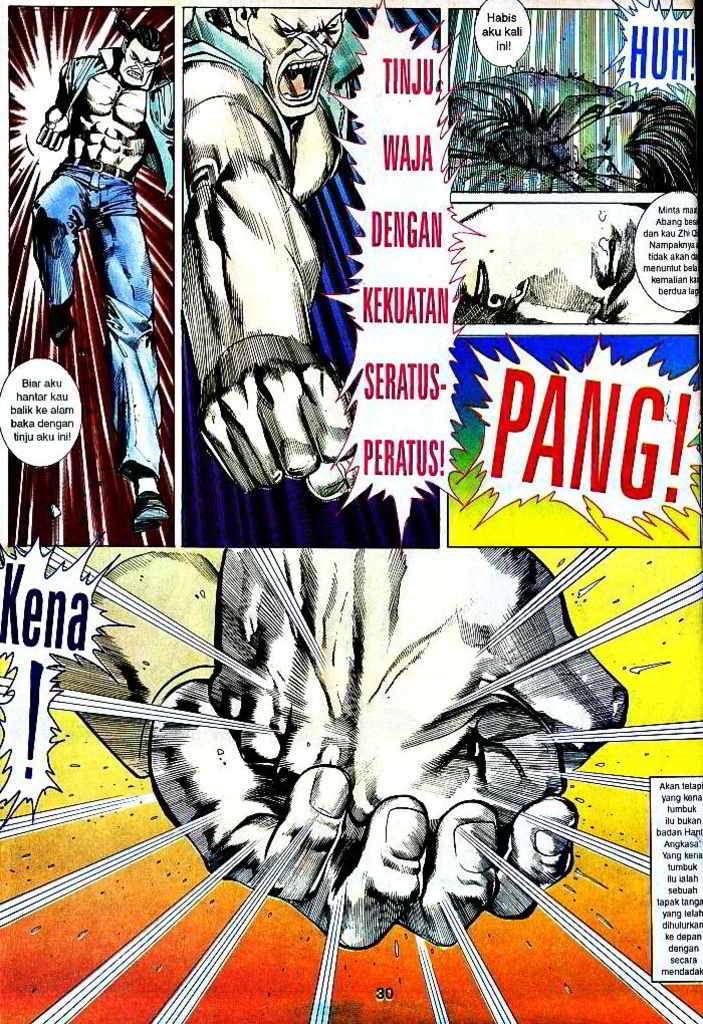 Biar aku
hantar kau
balik ke alam
baka dengan
tinju aku ini!
TINJU
WAJA
DENGAN
KEKUATAN
SERATUS-
PERATUS!
Habis
aku kali
ini!
HUH!
Minta
Abang
dan kau Zhi
Nampaknya
tidak akan
menuntut
kemalian
berdua
PANG!
Kena
!
Akan tetapi
yang kena
tumbuk
itu bukan
badan
Angkasa!
Yang kena
tumbuk
itu ialah
sebuah
tapak
yang telah
dihulurkan
ke depan
dengan
secara
mendadak
30